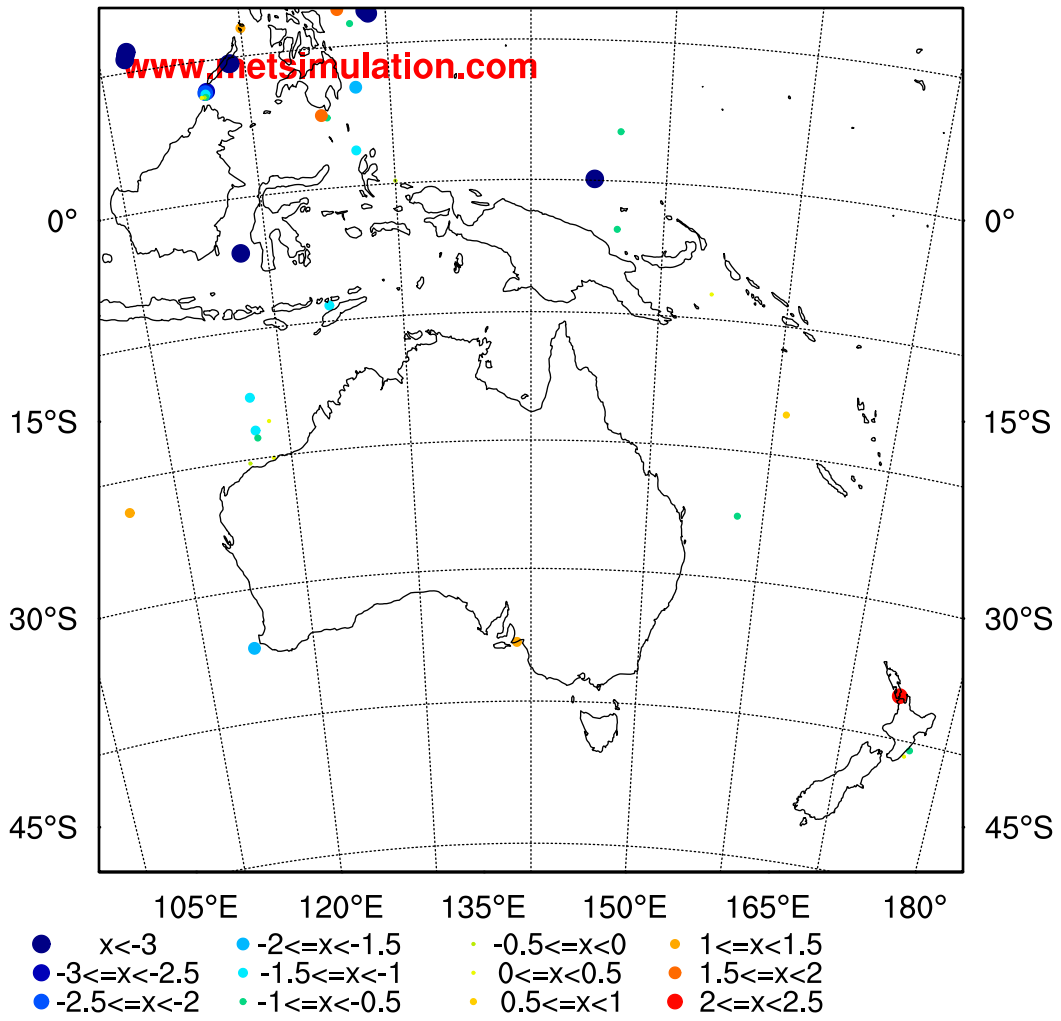 www.metsimulation.com
0° 0°
15°S 15°S
30°S 30°S
45°S 45°S
105°E 120°E 135°E 150°E 165°E 180°
x<-3 -2<=x<-1.5 -0.5<=x<0 1<=x<1.5
-3<=x<-2.5 -1.5<=x<-1 0<=x<0.5 1.5<=x<2
-2.5<=x<-2 -1<=x<-0.5 0.5<=x<1 2<=x<2.5